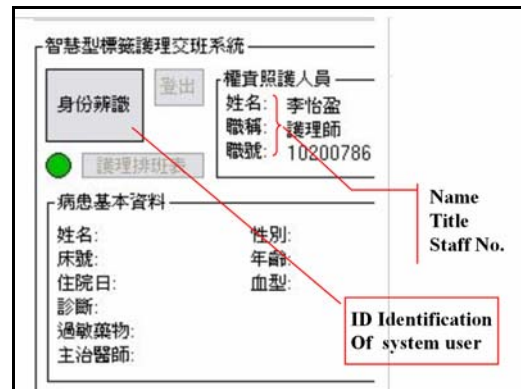 智慧型標籤護理交班系統
身份辨識
登出
權責照護人員
姓名: 李怡盈
職稱: 護理師
職號: 10200786
護理排班表
病患基本資料
姓名: 性別:
床號: 年齡:
住院日: 血型:
診斷:
過敏藥物:
主治醫師:
Name
Title
Staff No.
ID Identification
Of system user